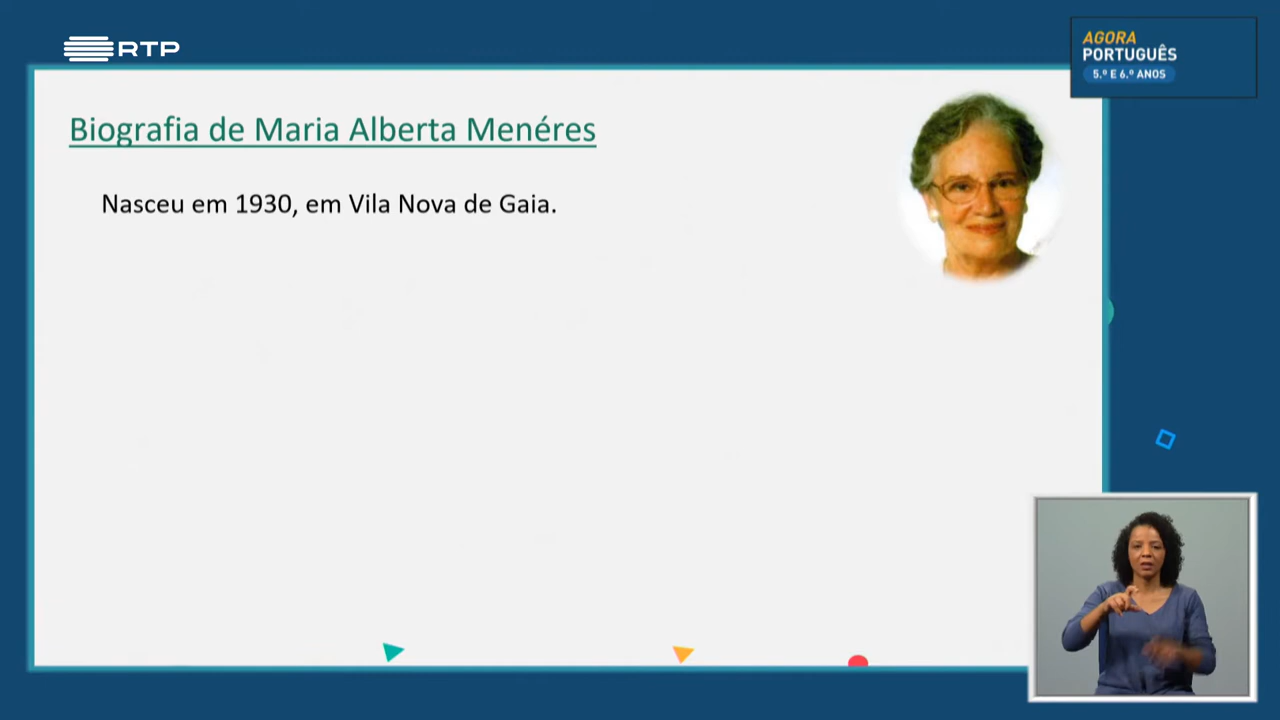 RTP
AGORA
PORTUGUÊS
5.º E 6.º ANOS
Biografia de Maria Alberta Menéres
Nasceu em 1930, em Vila Nova de Gaia.